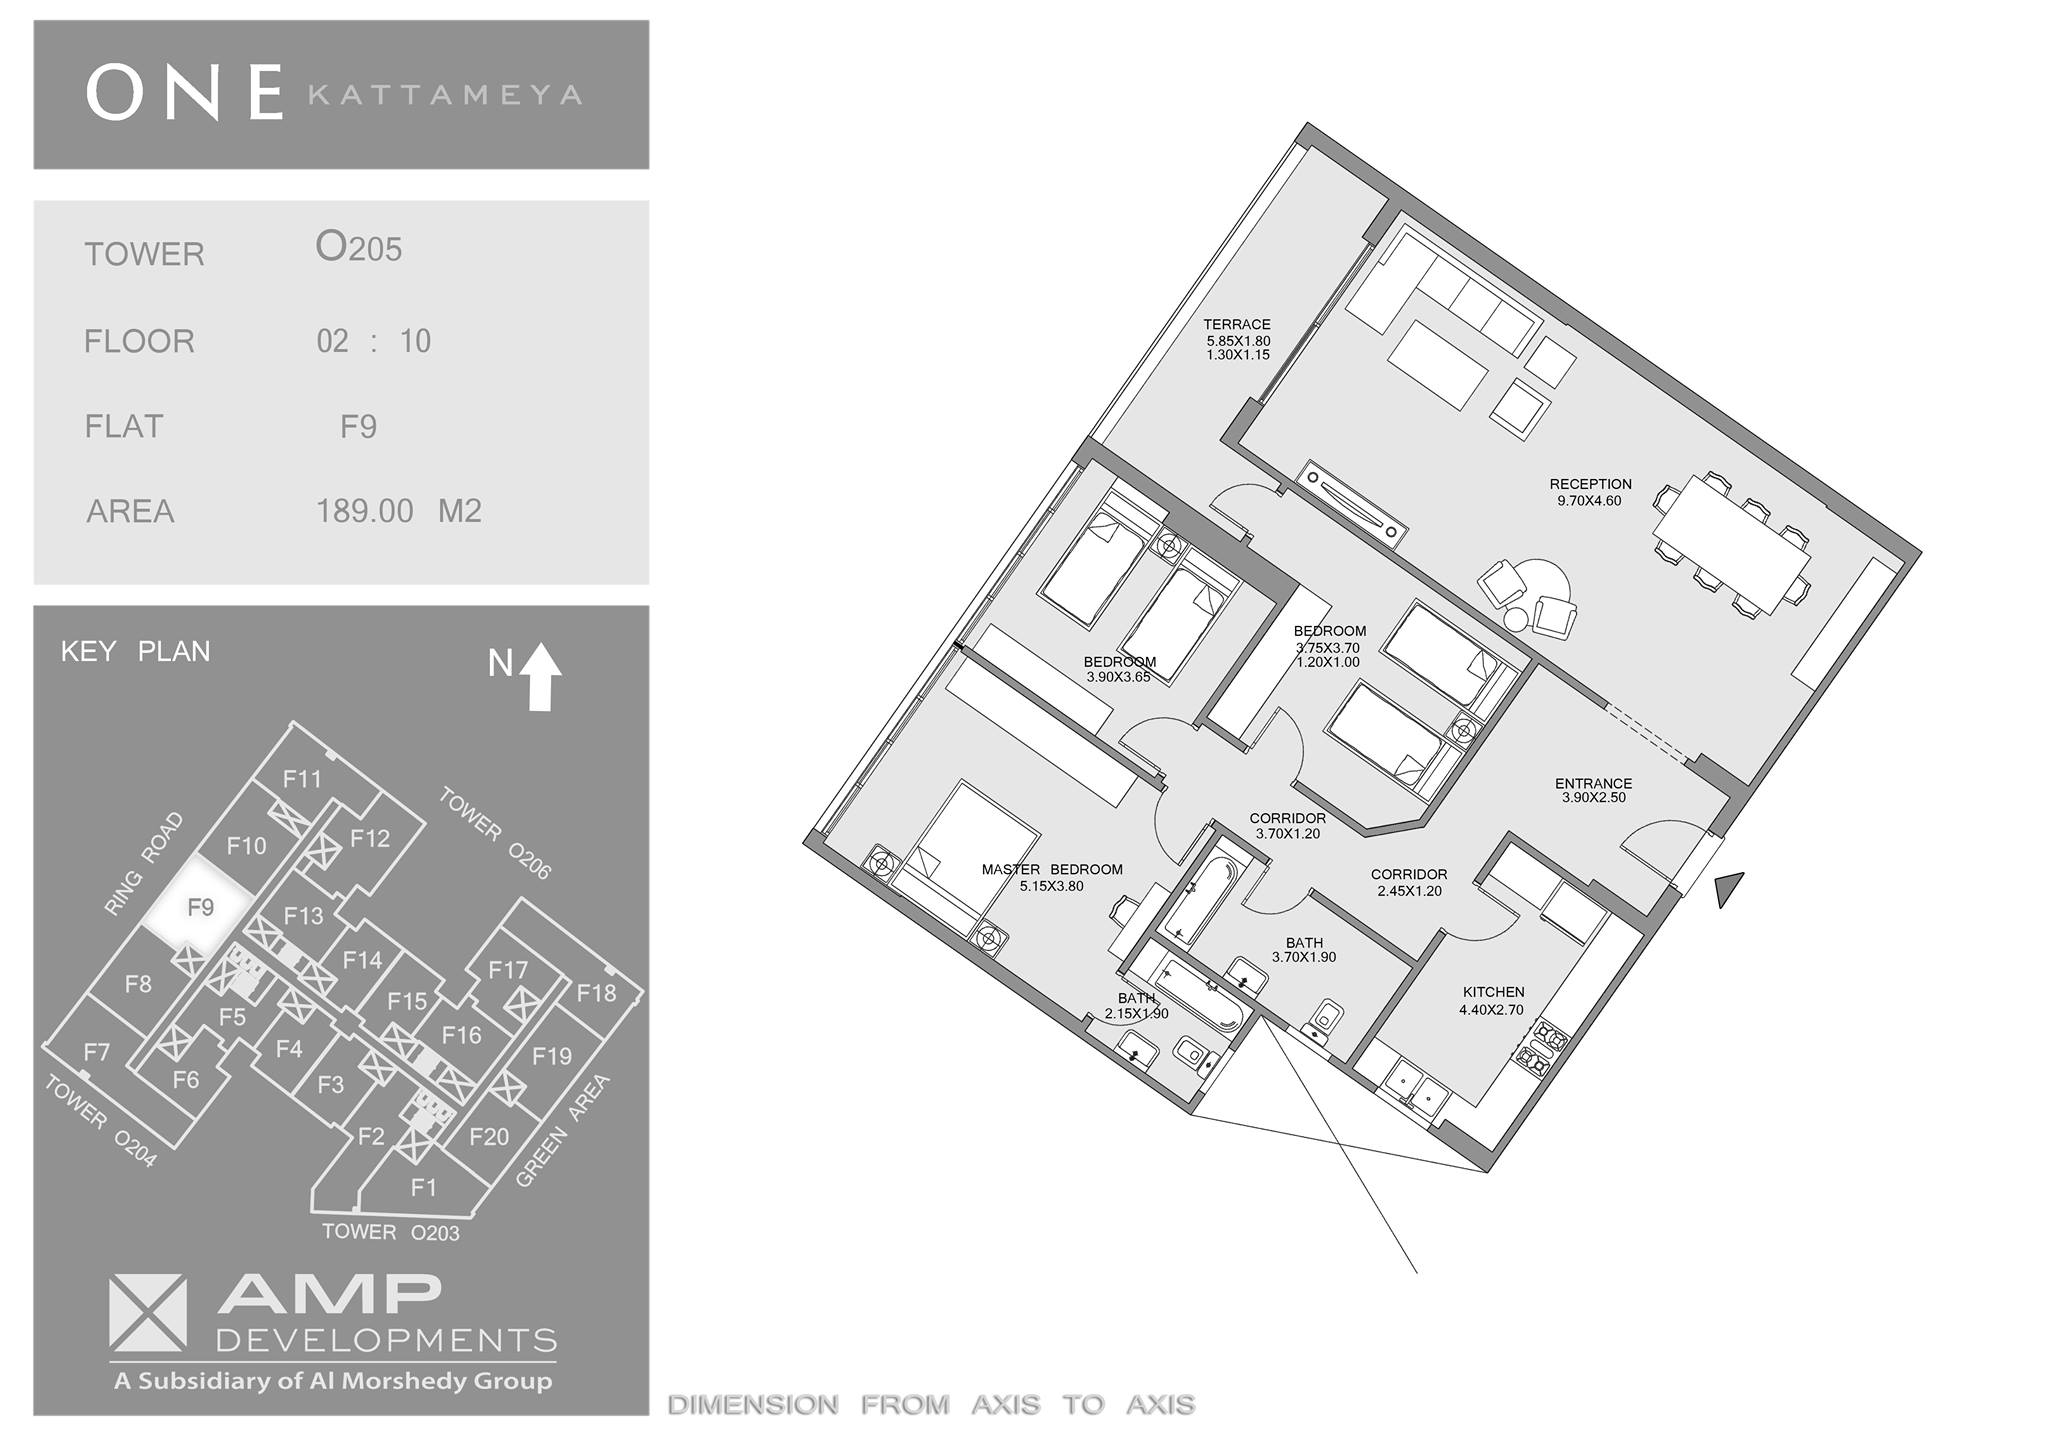 ONE KATTAMEYA
TOWER O205
FLOOR 02 : 10
FLAT F9
AREA 189.00 M2
KEY PLAN
N
F11
F12
F10
F9
F13
F14
F8
F5
F15
F17
F18
F16
F4
F7
F6
F3
F19
F2
F20
F1
RING ROAD
TOWER O206
TOWER O204
GREEN AREA
TOWER O203
AMP
DEVELOPMENTS
A Subsidiary of Al Morshedy Group
TERRACE
5.85X1.80
1.30X1.15
RECEPTION
9.70X4.60
BEDROOM
3.75X3.70
1.20X1.00
BEDROOM
3.90X3.65
ENTRANCE
3.90X2.50
CORRIDOR
3.70X1.20
MASTER BEDROOM
5.15X3.80
CORRIDOR
2.45X1.20
BATH
3.70X1.90
BATH
2.15X1.90
KITCHEN
4.40X2.70
DIMENSION FROM AXIS TO AXIS